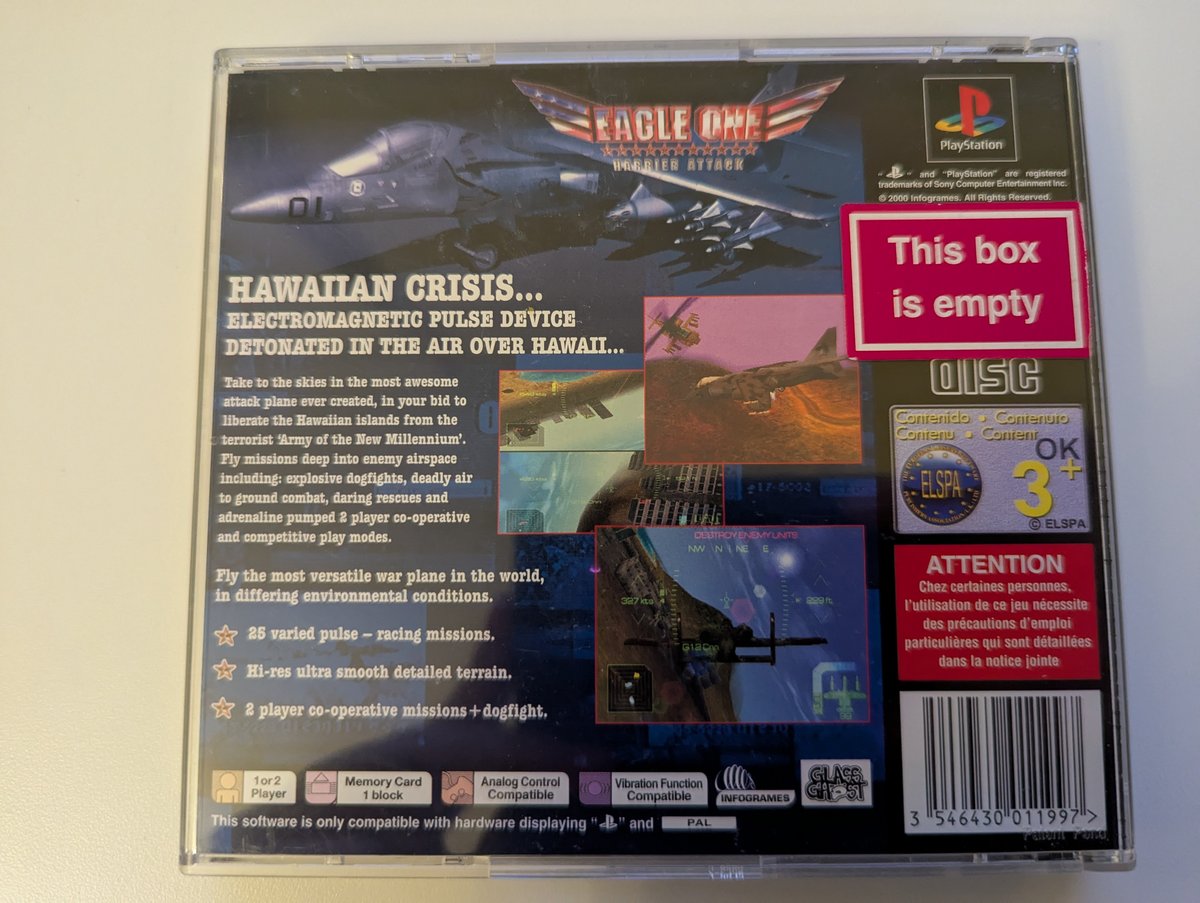 EAGLE ONE
HARRIER ATTACK
01
PlayStation
" " and "PlayStation" are registered
trademarks of Sony Computer Entertainment Inc.
© 2000 Infogrames. All Rights Reserved.
This box
is empty
HAWAIIAN CRISIS...
ELECTROMAGNETIC PULSE DEVICE
DETONATED IN THE AIR OVER HAWAII...
Take to the skies in the most awesome
attack plane ever created, in your bid to
liberate the Hawaiian islands from the
terrorist 'Army of the New Millennium'.
Fly missions deep into enemy airspace
including: explosive dogfights, deadly air
to ground combat, daring rescues and
adrenaline pumped 2 player co-operative
and competitive play modes.
Fly the most versatile war plane in the world,
in differing environmental conditions.
25 varied pulse – racing missions.
Hi-res ultra smooth detailed terrain.
2 player co-operative missions + dogfight.
DESTROY ENEMY UNITS
NW N NE E
327 kts
229 ft
DISC
Contenido • Contenuto
Contenu • Content
OK
3+
ELSPA
© ELSPA
ATTENTION
Chez certaines personnes,
l'utilisation de ce jeu nécessite
des précautions d'emploi
particulières qui sont détaillées
dans la notice jointe
1 or 2
Player
Memory Card
1 block
Analog Control
Compatible
Vibration Function
Compatible
INFOGRAMES
GLASS
GHOST
This software is only compatible with hardware displaying " " and PAL
3 546430 011997 >